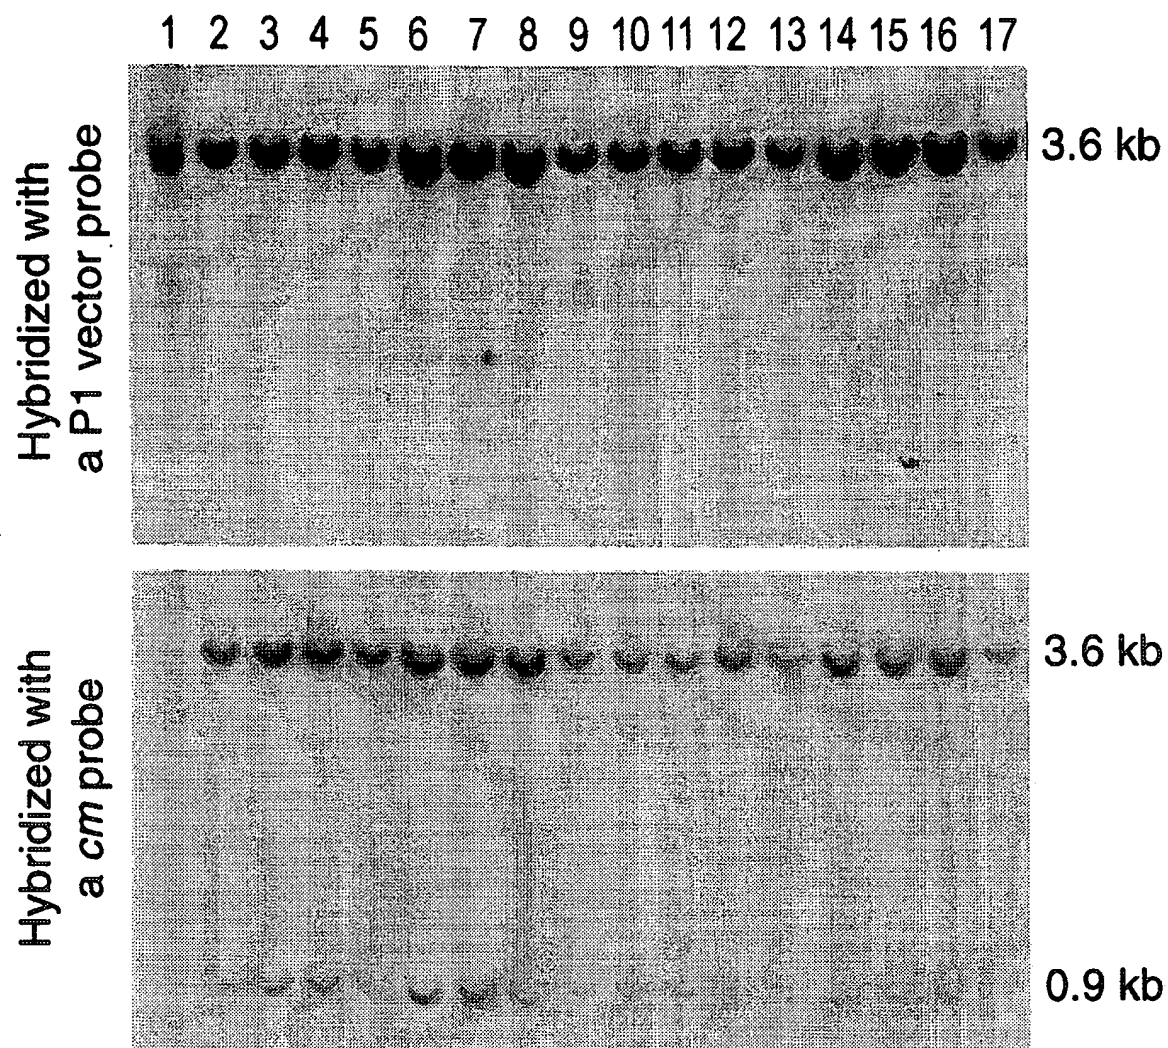 1 2 3 4 5 6 7 8 9 10 11 12 13 14 15 16 17
Hybridized with
a P1 vector probe
3.6 kb
Hybridized with
a cm probe
3.6 kb
0.9 kb